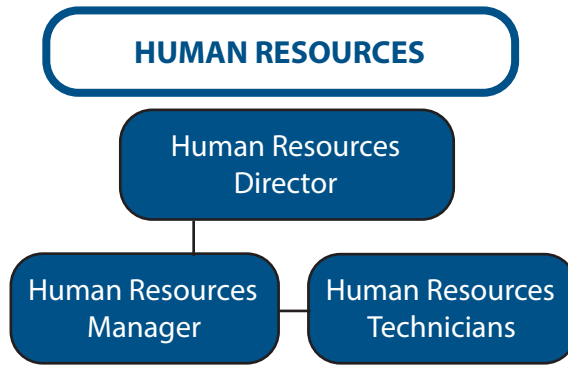 HUMAN RESOURCES
Human Resources
Director
Human Resources
Manager
Human Resources
Technicians